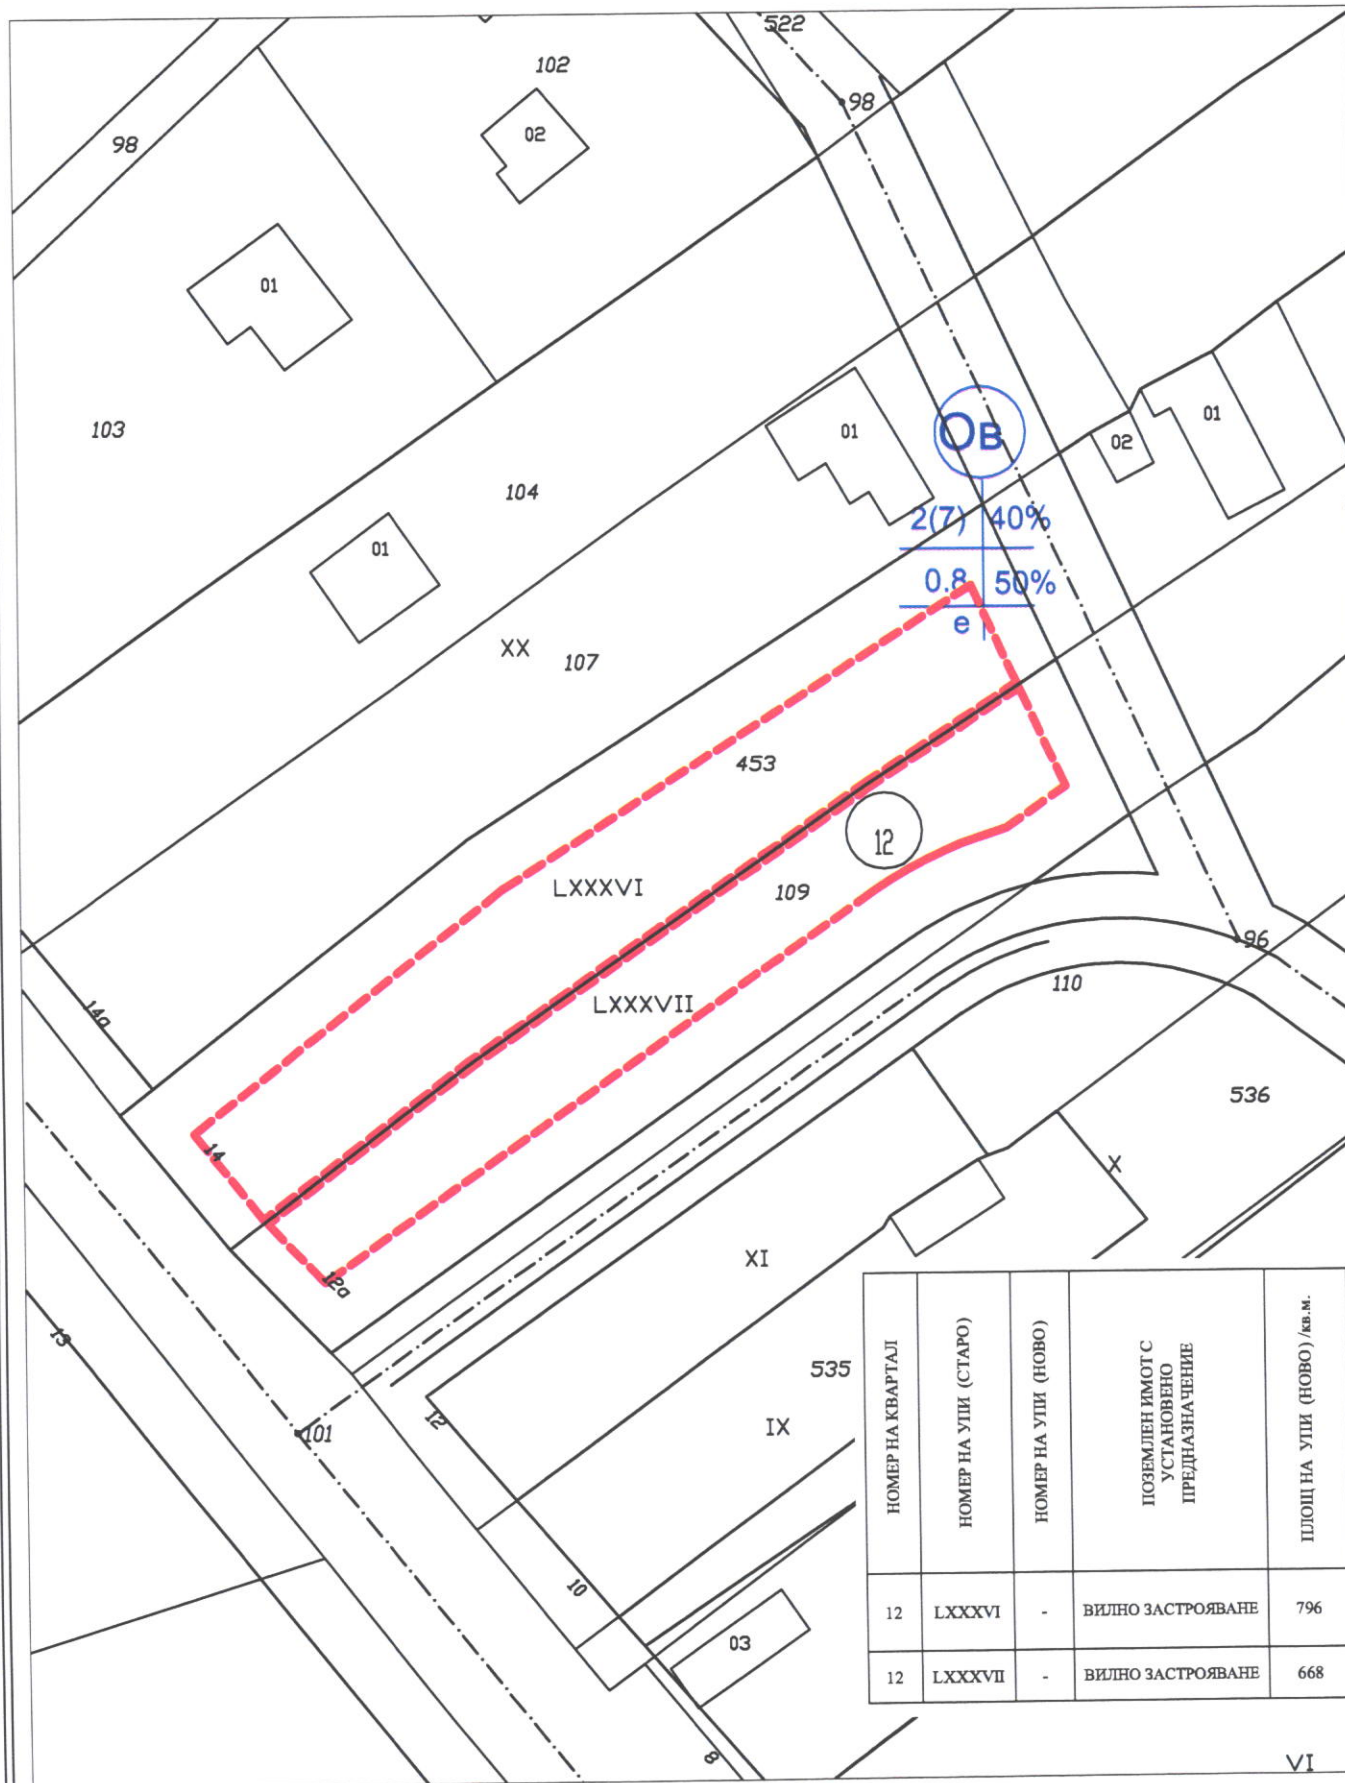 522
102
98
02
98
01
01
103
Ов
01
02
104
2(7) 40%
01
0.8 50%
е
XX
107
453
12
LXXXVI
109
96
110
LXXXVII
14а
536
14
X
XI
12а
13
535
12
IX
101
10
03
8
VI
НОМЕР НА КВАРТАЛ
НОМЕР НА УПИ (СТАРО)
НОМЕР НА УПИ (НОВО)
ПОЗЕМЛЕН ИМОТ С
УСТАНОВЕНО
ПРЕДНАЗНАЧЕНИЕ
ПЛОЩ НА УПИ (НОВО) /кв.м.
12 LXXXVI - ВИЛНО ЗАСТРОЯВАНЕ 796
12 LXXXVII - ВИЛНО ЗАСТРОЯВАНЕ 668